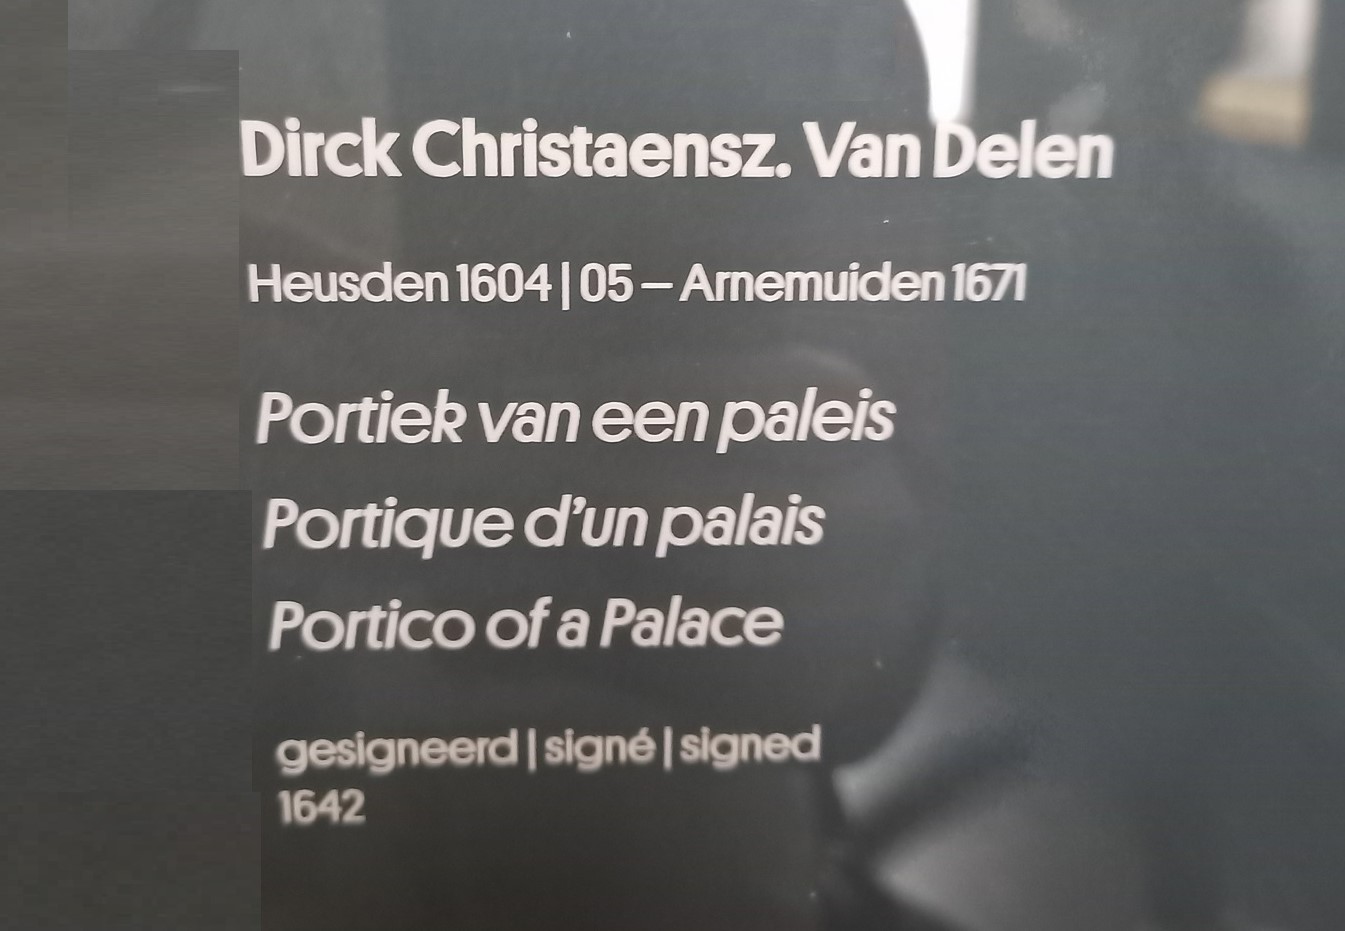 Dirck Christaensz. Van Delen
Heusden 1604 | 05 – Arnemuiden 1671
Portiek van een paleis
Portique d’un palais
Portico of a Palace
gesigneerd | signé | signed
1642